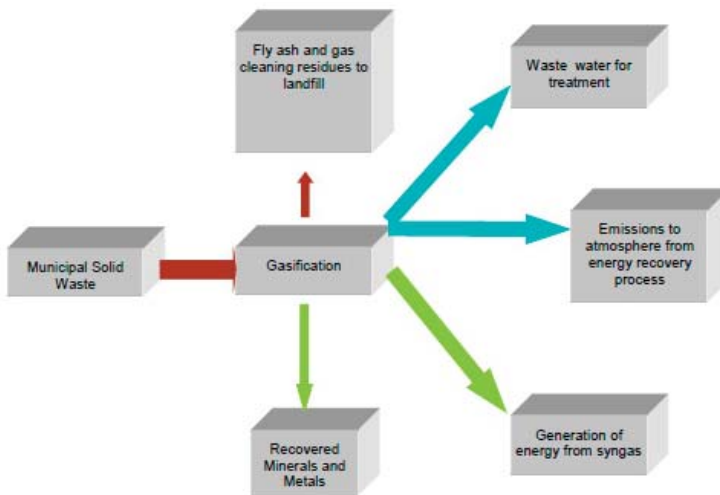 Fly ash and gas
cleaning residues to
landfill
Waste water for
treatment
Municipal Solid
Waste
Gasification
Emissions to
atmosphere from
energy recovery
process
Recovered
Minerals and
Metals
Generation of
energy from syngas